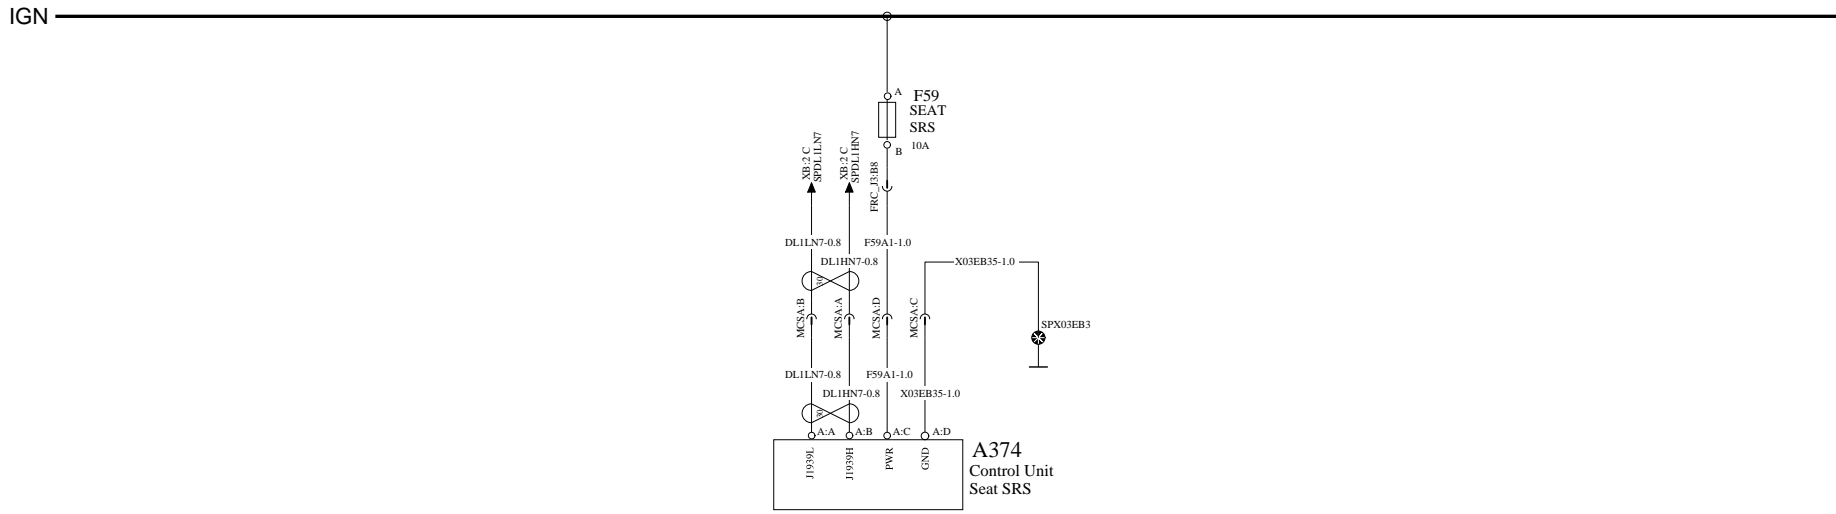 IGN
A
F59
SEAT
SRS
10A
B
XB:2 C
SPDL1LN7
XB:2 C
SPDL1HN7
FRC_J3:B8
DL1LN7-0.8
F59A1-1.0
DL1HN7-0.8
X03EB35-1.0
30
MCSA:B
MCSA:A
MCSA:D
MCSA:C
SPX03EB3
DL1LN7-0.8
F59A1-1.0
DL1HN7-0.8
X03EB35-1.0
30
A:A
A:B
A:C
A:D
J1939L
J1939H
PWR
GND
A374
Control Unit
Seat SRS